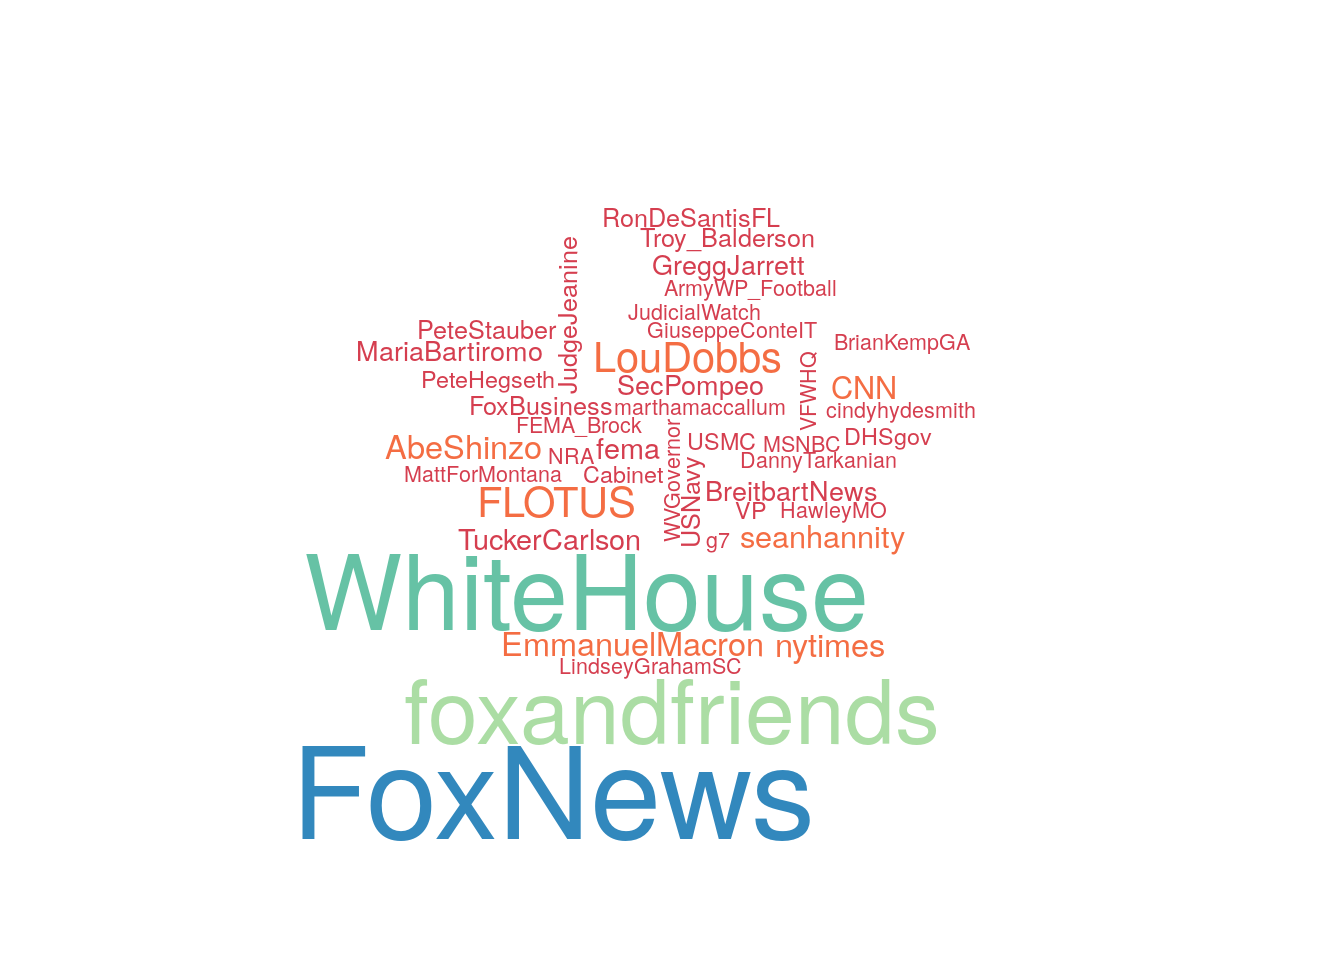 RonDeSantisFL
Troy_Balderson
GreggJarrett
JudgeJeanine
ArmyWP_Football
JudicialWatch
PeteStauber
GiuseppeConteIT
BrianKempGA
MariaBartiromo
LouDobbs
PeteHegseth
SecPompeo
VFWHQ
CNN
FoxBusiness
marthamaccallum
cindyhydesmith
FEMA_Brock
AbeShinzo
NRA
fema
WVGovernor
USMC
MSNBC
DHSgov
DannyTarkanian
MattForMontana
Cabinet
USNavy
BreitbartNews
FLOTUS
VP
HawleyMO
TuckerCarlson
g7
seanhannity
WhiteHouse
EmmanuelMacron
nytimes
LindseyGrahamSC
foxandfriends
FoxNews